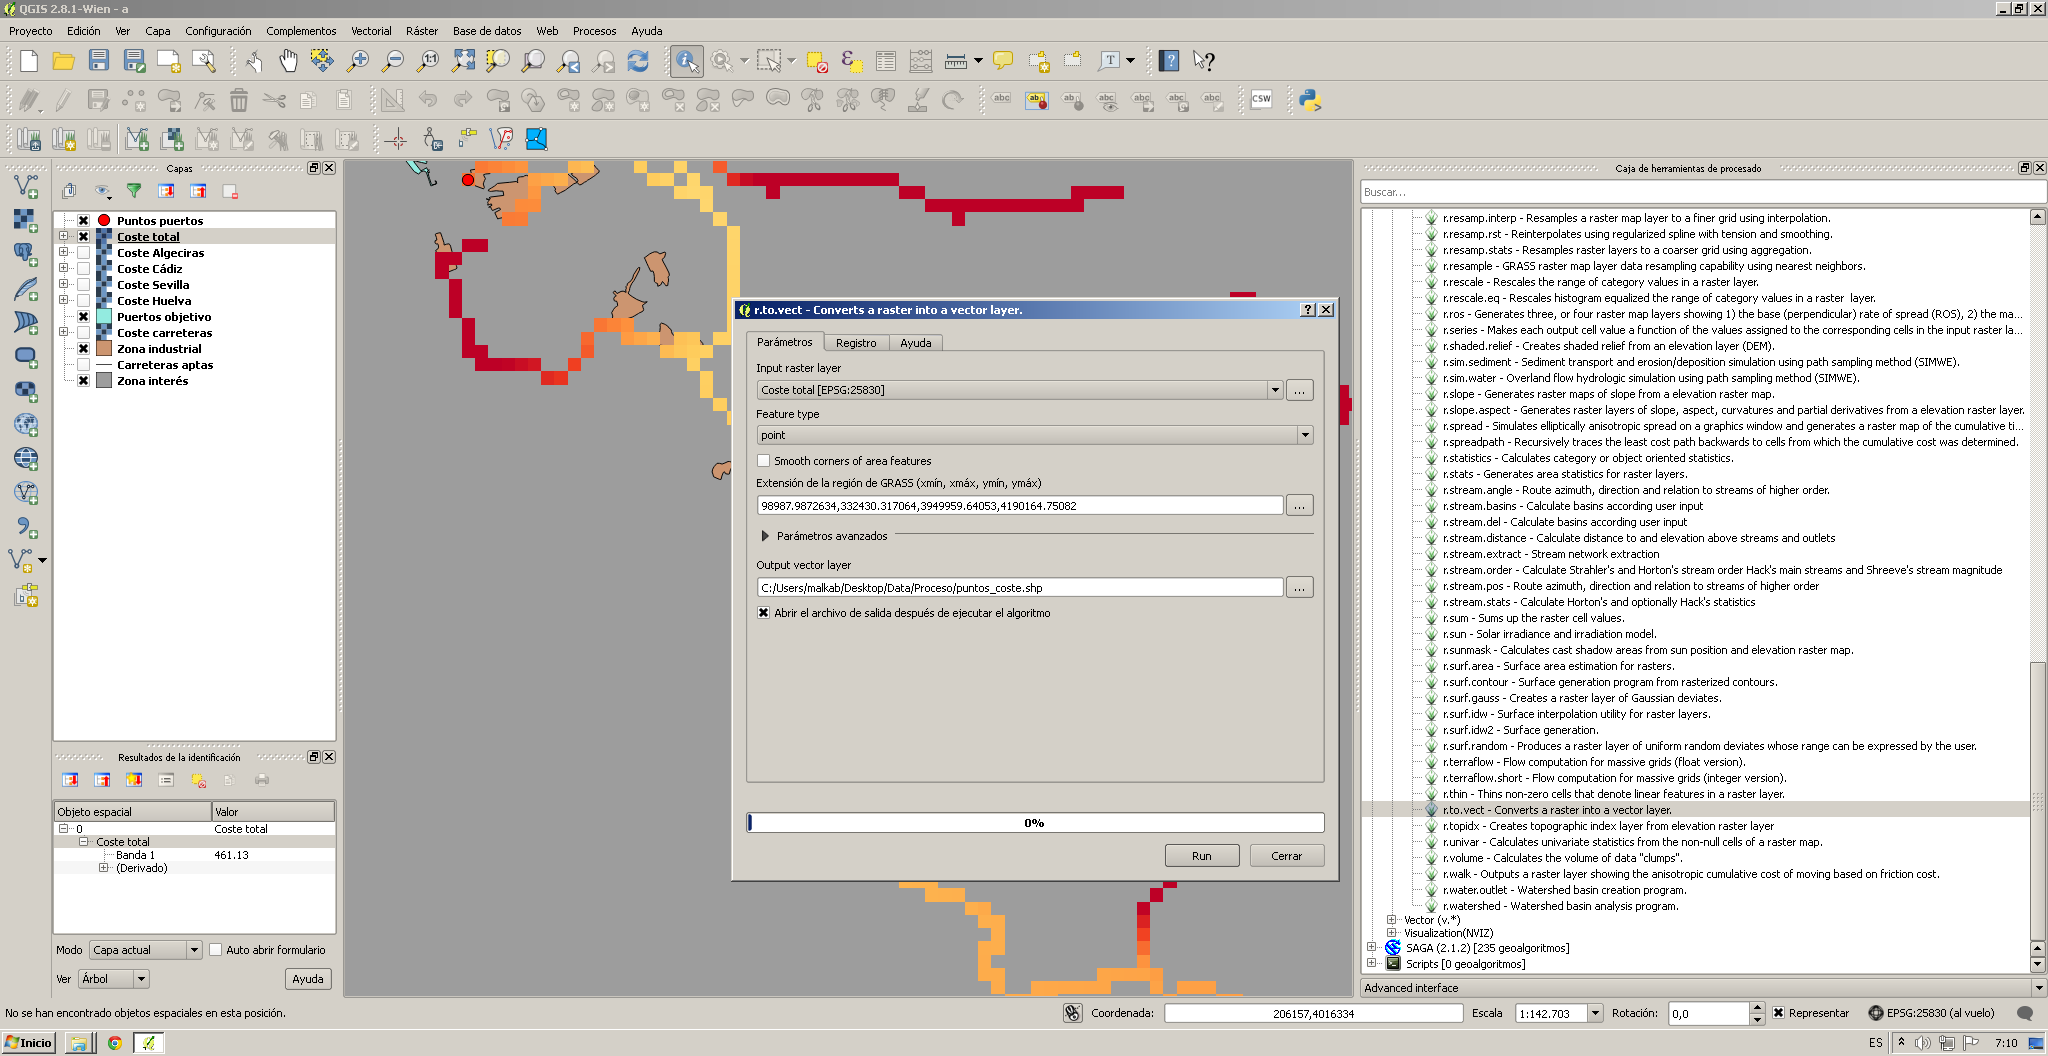 QGIS 2.8.1-Wien - a
Proyecto Edición Ver Capa Configuración Complementos Vectorial Ráster Base de datos Web Procesos Ayuda
Capas
Puntos puertos
Coste total
Coste Algeciras
Coste Cádiz
Coste Sevilla
Coste Huelva
Puertos objetivo
Coste carreteras
Zona industrial
Carreteras aptas
Zona interés
Resultados de la identificación
Objeto espacial Valor
0 Coste total
Coste total
Banda 1 461.13
(Derivado)
Modo Capa actual Auto abrir formulario
Ver Árbol Ayuda
r.to.vect - Converts a raster into a vector layer.
Parámetros Registro Ayuda
Input raster layer
Coste total [EPSG:25830]
...
Feature type
point
Smooth corners of area features
Extensión de la región de GRASS (xmín, xmáx, ymín, ymáx)
98987.9872634,332430.317064,3949959.64053,4190164.75082
...
Parámetros avanzados
Output vector layer
C:/Users/malkab/Desktop/Data/Proceso/puntos_coste.shp
...
Abrir el archivo de salida después de ejecutar el algoritmo
0%
Run Cerrar
Caja de herramientas de procesado
Buscar...
r.resamp.interp - Resamples a raster map layer to a finer grid using interpolation.
r.resamp.rst - Reinterpolates using regularized spline with tension and smoothing.
r.resamp.stats - Resamples raster layers to a coarser grid using aggregation.
r.resample - GRASS raster map layer data resampling capability using nearest neighbors.
r.rescale - Rescales the range of category values in a raster layer.
r.rescale.eq - Rescales histogram equalized the range of category values in a raster layer.
r.ros - Generates three, or four raster map layers showing 1) the base (perpendicular) rate of spread (ROS), 2) the ma...
r.series - Makes each output cell value a function of the values assigned to the corresponding cells in the input raster la...
r.shaded.relief - Creates shaded relief from an elevation layer (DEM).
r.sim.sediment - Sediment transport and erosion/deposition simulation using path sampling method (SIMWE).
r.sim.water - Overland flow hydrologic simulation using path sampling method (SIMWE).
r.slope - Generates raster maps of slope from a elevation raster map.
r.slope.aspect - Generates raster layers of slope, aspect, curvatures and partial derivatives from a elevation raster layer.
r.spread - Simulates elliptically anisotropic spread on a graphics window and generates a raster map of the cumulative ti...
r.spreadpath - Recursively traces the least cost path backwards to cells from which the cumulative cost was determined.
r.statistics - Calculates category or object oriented statistics.
r.stats - Generates area statistics for raster layers.
r.stream.angle - Route azimuth, direction and relation to streams of higher order.
r.stream.basins - Calculate basins according user input
r.stream.del - Calculate basins according user input
r.stream.distance - Calculate distance to and elevation above streams and outlets
r.stream.extract - Stream network extraction
r.stream.order - Calculate Strahler's and Horton's stream order Hack's main streams and Shreeve's stream magnitude
r.stream.pos - Route azimuth, direction and relation to streams of higher order
r.stream.stats - Calculate Horton's and optionally Hack's statistics
r.sum - Sums up the raster cell values.
r.sun - Solar irradiance and irradiation model.
r.sunmask - Calculates cast shadow areas from sun position and elevation raster map.
r.surf.area - Surface area estimation for rasters.
r.surf.contour - Surface generation program from rasterized contours.
r.surf.gauss - Creates a raster layer of Gaussian deviates.
r.surf.idw - Surface interpolation utility for raster layers.
r.surf.idw2 - Surface generation.
r.surf.random - Produces a raster layer of uniform random deviates whose range can be expressed by the user.
r.terraflow - Flow computation for massive grids (float version).
r.terraflow.short - Flow computation for massive grids (integer version).
r.thin - Thins non-zero cells that denote linear features in a raster layer.
r.to.vect - Converts a raster into a vector layer.
r.topidx - Creates topographic index layer from elevation raster layer
r.univar - Calculates univariate statistics from the non-null cells of a raster map.
r.volume - Calculates the volume of data "clumps".
r.walk - Outputs a raster layer showing the anisotropic cumulative cost of moving based on friction cost.
r.water.outlet - Watershed basin creation program.
r.watershed - Watershed basin analysis program.
Vector (v.*)
Visualization(NVIZ)
SAGA (2.1.2) [235 geoalgoritmos]
Scripts [0 geoalgoritmos]
Advanced interface
No se han encontrado objetos espaciales en esta posición. Coordenada: 206157,4016334 Escala 1:142.703 Rotación: 0,0 Representar EPSG:25830 (al vuelo)
Inicio ES 7:10